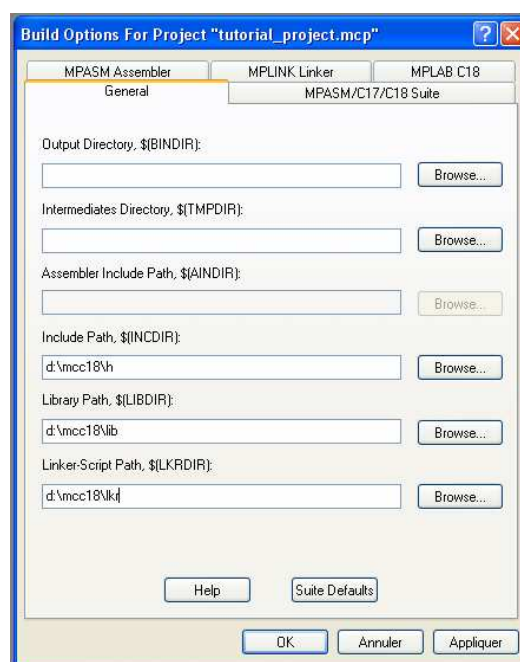 Build Options For Project "tutorial_project.mcp"
MPASM Assembler MPLINK Linker MPLAB C18
General MPASM/C17/C18 Suite
Output Directory, $(BINDIR):
Browse...
Intermediates Directory, $(TMPDIR):
Browse...
Assembler Include Path, $(AINDIR):
Browse...
Include Path, $(INCDIR):
d:\mcc18\h Browse...
Library Path, $(LIBDIR):
d:\mcc18\lib Browse...
Linker-Script Path, $(LKRDIR):
d:\mcc18\lkr Browse...
Help Suite Defaults
OK Annuler Appliquer